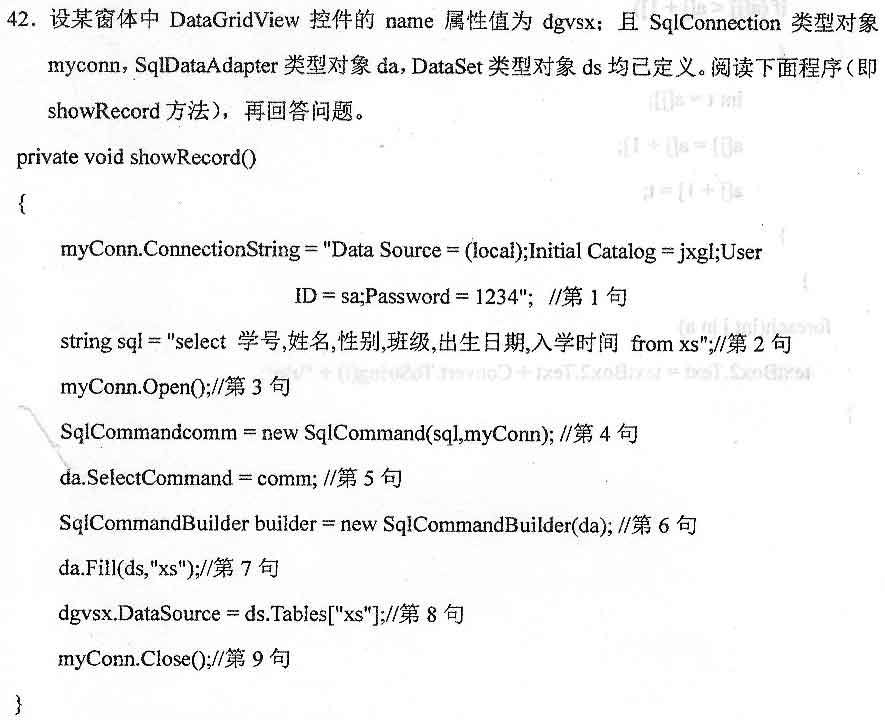 42．设某窗体中 DataGridView 控件的 name 属性值为 dgvsx；且 SqlConnection 类型对象
myconn，SqlDataAdapter 类型对象 da，DataSet 类型对象 ds 均已定义。阅读下面程序（即
showRecord 方法），再回答问题。
private void showRecord()
{
myConn.ConnectionString = "Data Source = (local);Initial Catalog = jxgl;User
ID = sa;Password = 1234"; //第 1 句
string sql = "select 学号,姓名,性别,班级,出生日期,入学时间 from xs";//第 2 句
myConn.Open();//第 3 句
SqlCommandcomm = new SqlCommand(sql,myConn); //第 4 句
da.SelectCommand = comm; //第 5 句
SqlCommandBuilder builder = new SqlCommandBuilder(da); //第 6 句
da.Fill(ds,"xs");//第 7 句
dgvsx.DataSource = ds.Tables["xs"];//第 8 句
myConn.Close();//第 9 句
}